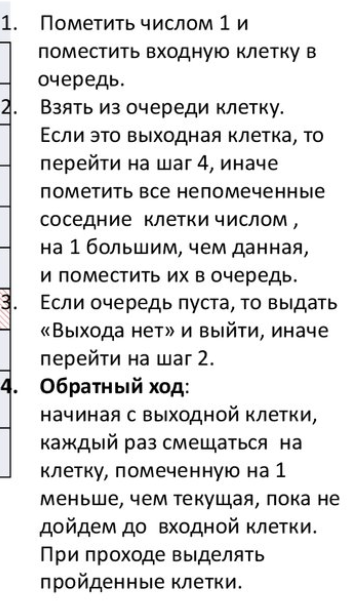 1. Пометить числом 1 и
поместить входную клетку в
очередь.
2. Взять из очереди клетку.
Если это выходная клетка, то
перейти на шаг 4, иначе
пометить все непомеченные
соседние клетки числом ,
на 1 большим, чем данная,
и поместить их в очередь.
3. Если очередь пуста, то выдать
«Выхода нет» и выйти, иначе
перейти на шаг 2.
4. Обратный ход:
начиная с выходной клетки,
каждый раз смещаться на
клетку, помеченную на 1
меньше, чем текущая, пока не
дойдем до входной клетки.
При проходе выделять
пройденные клетки.